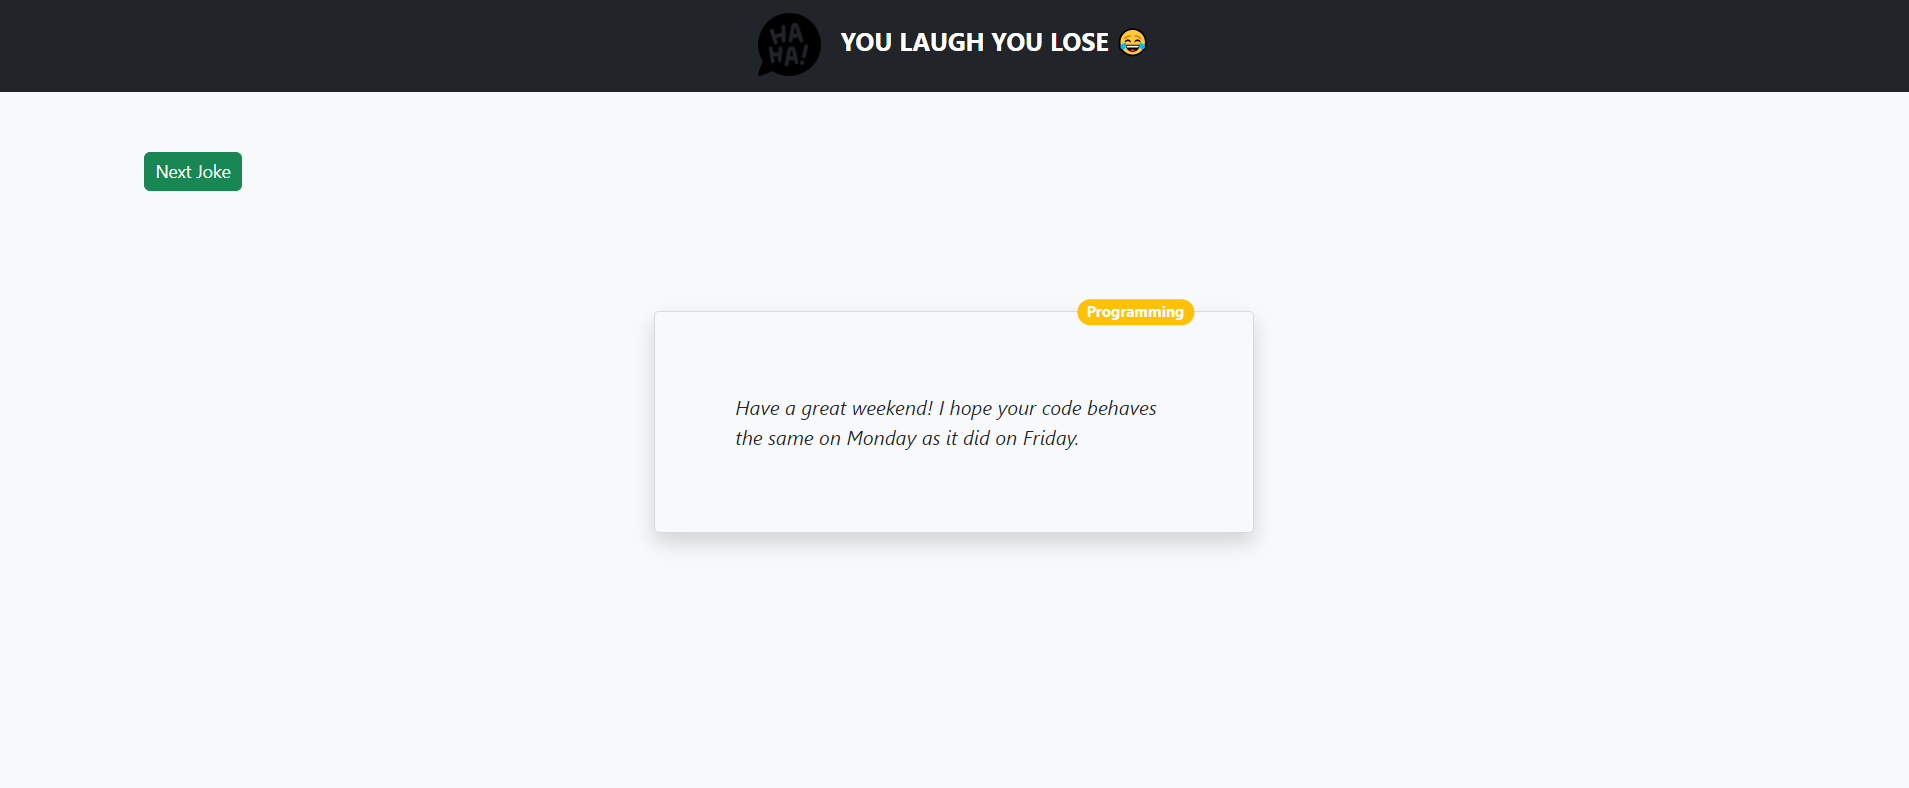 HA
HA!
YOU LAUGH YOU LOSE 😂
Next Joke
Programming
Have a great weekend! I hope your code behaves
the same on Monday as it did on Friday.